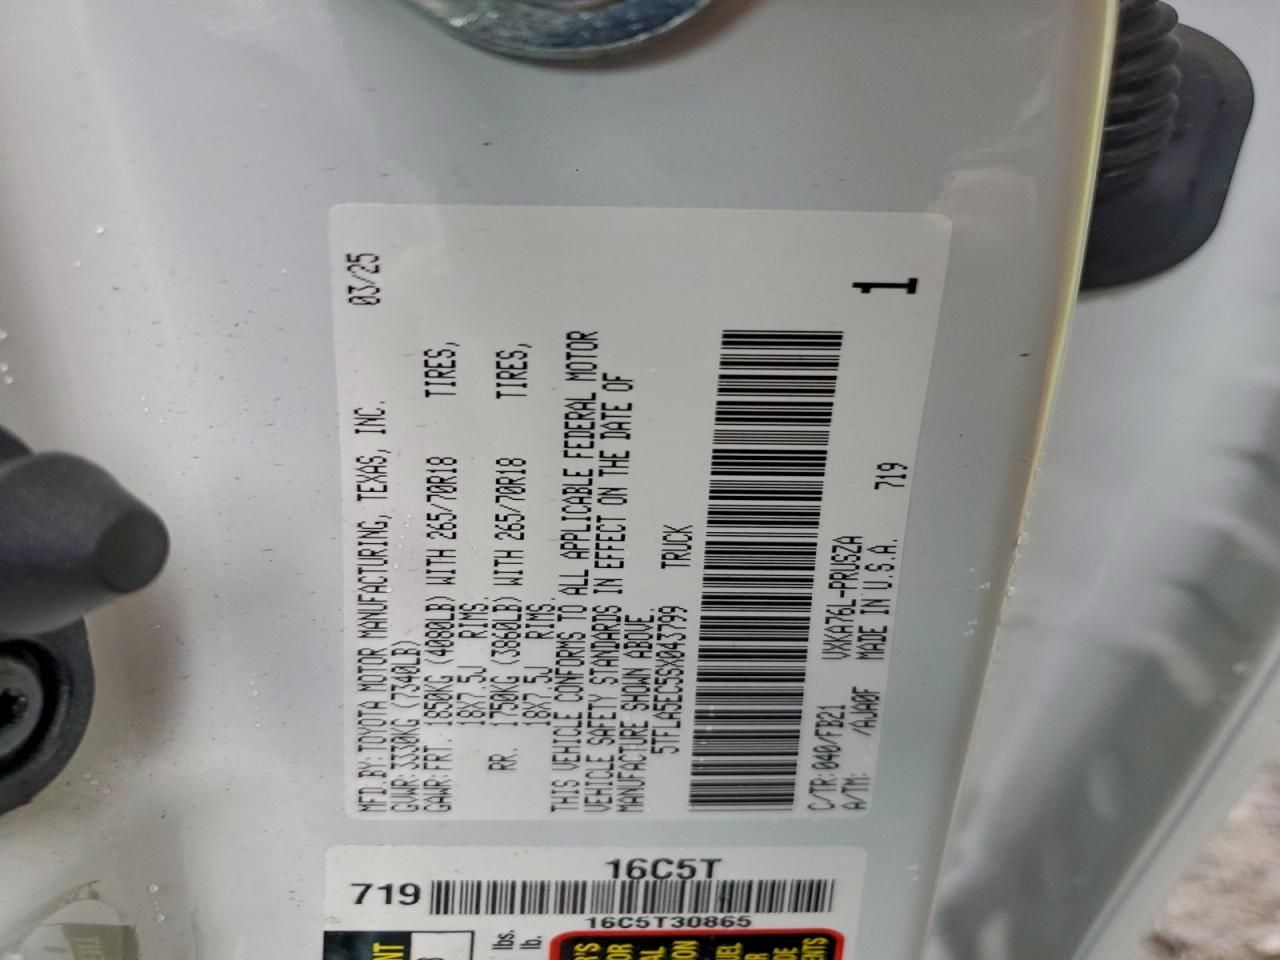 03/25
MFD.BY:TOYOTA MOTOR MANUFACTURING, TEXAS, INC.
GVWR:3330KG (7340LB)
GAWR:FRT 1850KG (4080LB) WITH 265/70R18 TIRES,
18X7.5J RIMS.
RR. 1750KG (3860LB) WITH 265/70R18 TIRES,
18X7.5J RIMS.
THIS VEHICLE CONFORMS TO ALL APPLICABLE FEDERAL MOTOR
VEHICLE SAFETY STANDARDS IN EFFECT ON THE DATE OF
MANUFACTURE SHOWN ABOVE.
5TFLA5EC5SX043799 TRUCK
C/TR:040/FB21 VXKA76L-PRUSZA
A/TM: /AJA0F MADE IN U.S.A. 719
1
719 16C5T
16C5T30865
lbs.
lb.